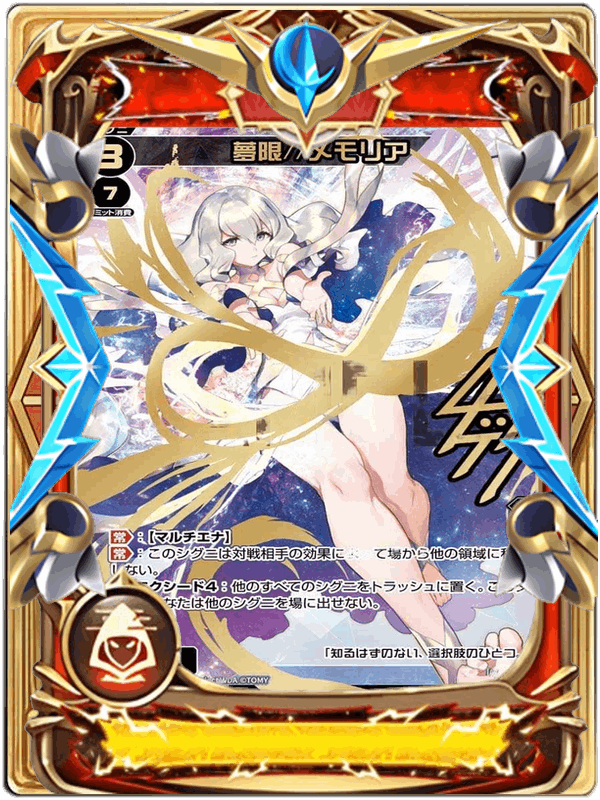 3
夢限//メモリア
7
ミット消費
常：【マルチエナ】
常：このシグニは対戦相手の効果に て場から他の領域に
しない。
クシード4：他のすべてのシグニをトラッシュに置く。こ
なたは他のシグニを場に出せない。
「知るはずのない、選択肢のひとつ
©TOMY